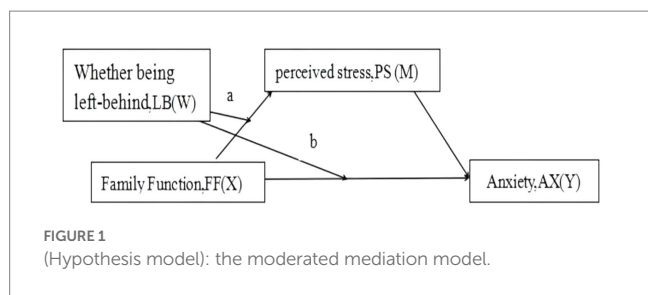 Whether being
left-behind,LB(W)
perceived stress,PS (M)
a
b
Family Function,FF(X)
Anxiety,AX(Y)
FIGURE 1
(Hypothesis model): the moderated mediation model.